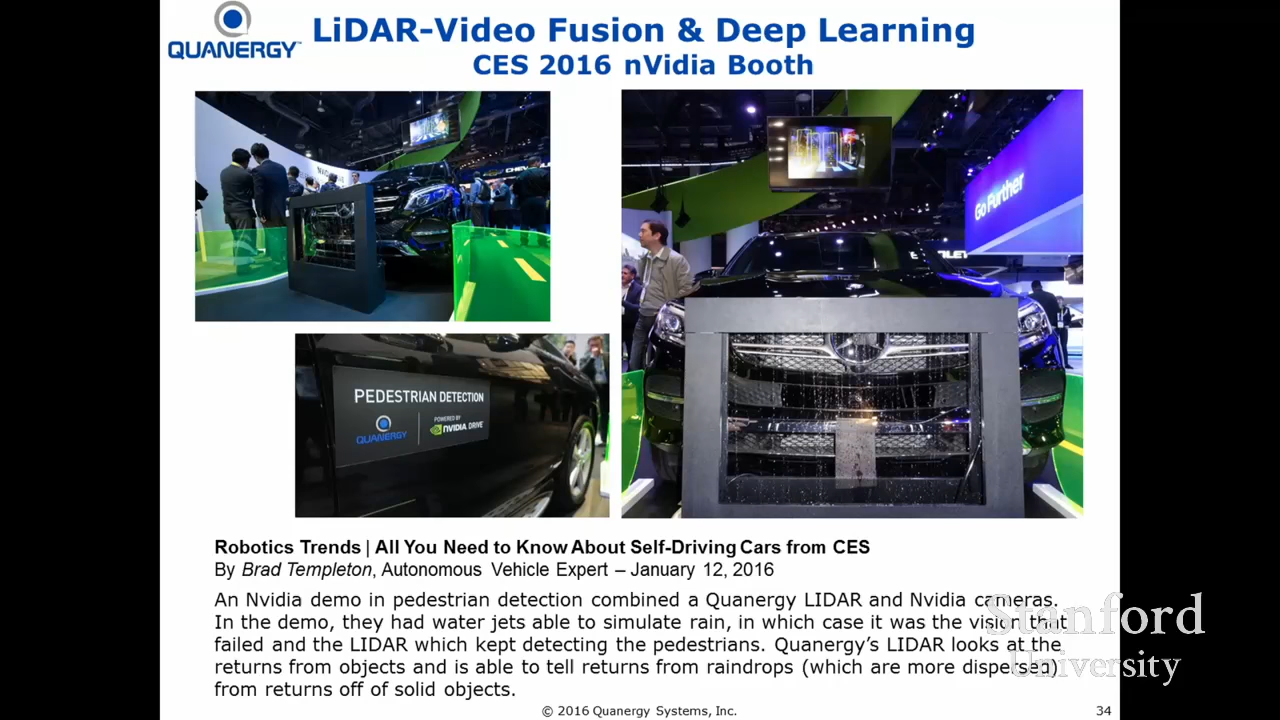 QUANERGY™
LiDAR-Video Fusion & Deep Learning
CES 2016 nVidia Booth
CHEVROLET
Go Further
PEDESTRIAN DETECTION
QUANERGY
POWERED BY
NVIDIA DRIVE
Robotics Trends | All You Need to Know About Self-Driving Cars from CES
By Brad Templeton, Autonomous Vehicle Expert – January 12, 2016
An Nvidia demo in pedestrian detection combined a Quanergy LIDAR and Nvidia cameras.
In the demo, they had water jets able to simulate rain, in which case it was the vision that
failed and the LIDAR which kept detecting the pedestrians. Quanergy's LIDAR looks at the
returns from objects and is able to tell returns from raindrops (which are more dispersed)
from returns off of solid objects.
Stanford
University
© 2016 Quanergy Systems, Inc.
34